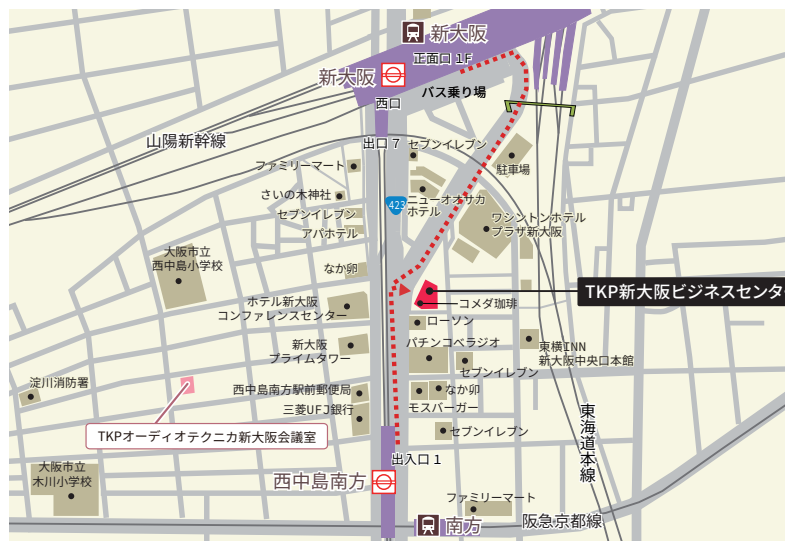 新大阪
正面口 1F
新大阪
バス乗り場
西口
山陽新幹線
出口 7
セブンイレブン
ファミリーマート
駐車場
さいの木神社
423
ニューオオサカ
ホテル
セブンイレブン
アパホテル
ワシントンホテル
プラザ新大阪
大阪市立
西中島小学校
なか卯
TKP新大阪ビジネスセンタ
ホテル新大阪
コンファレンスセンター
コメダ珈琲
ローソン
新大阪
プライムタワー
パチンコベラジオ
東横INN
新大阪中央口本館
セブンイレブン
淀川消防署
西中島南方駅前郵便局
なか卯
三菱UFJ銀行
モスバーガー
東海道本線
TKPオーディオテクニカ新大阪会議室
セブンイレブン
出入口 1
大阪市立
木川小学校
西中島南方
ファミリーマート
南方
阪急京都線